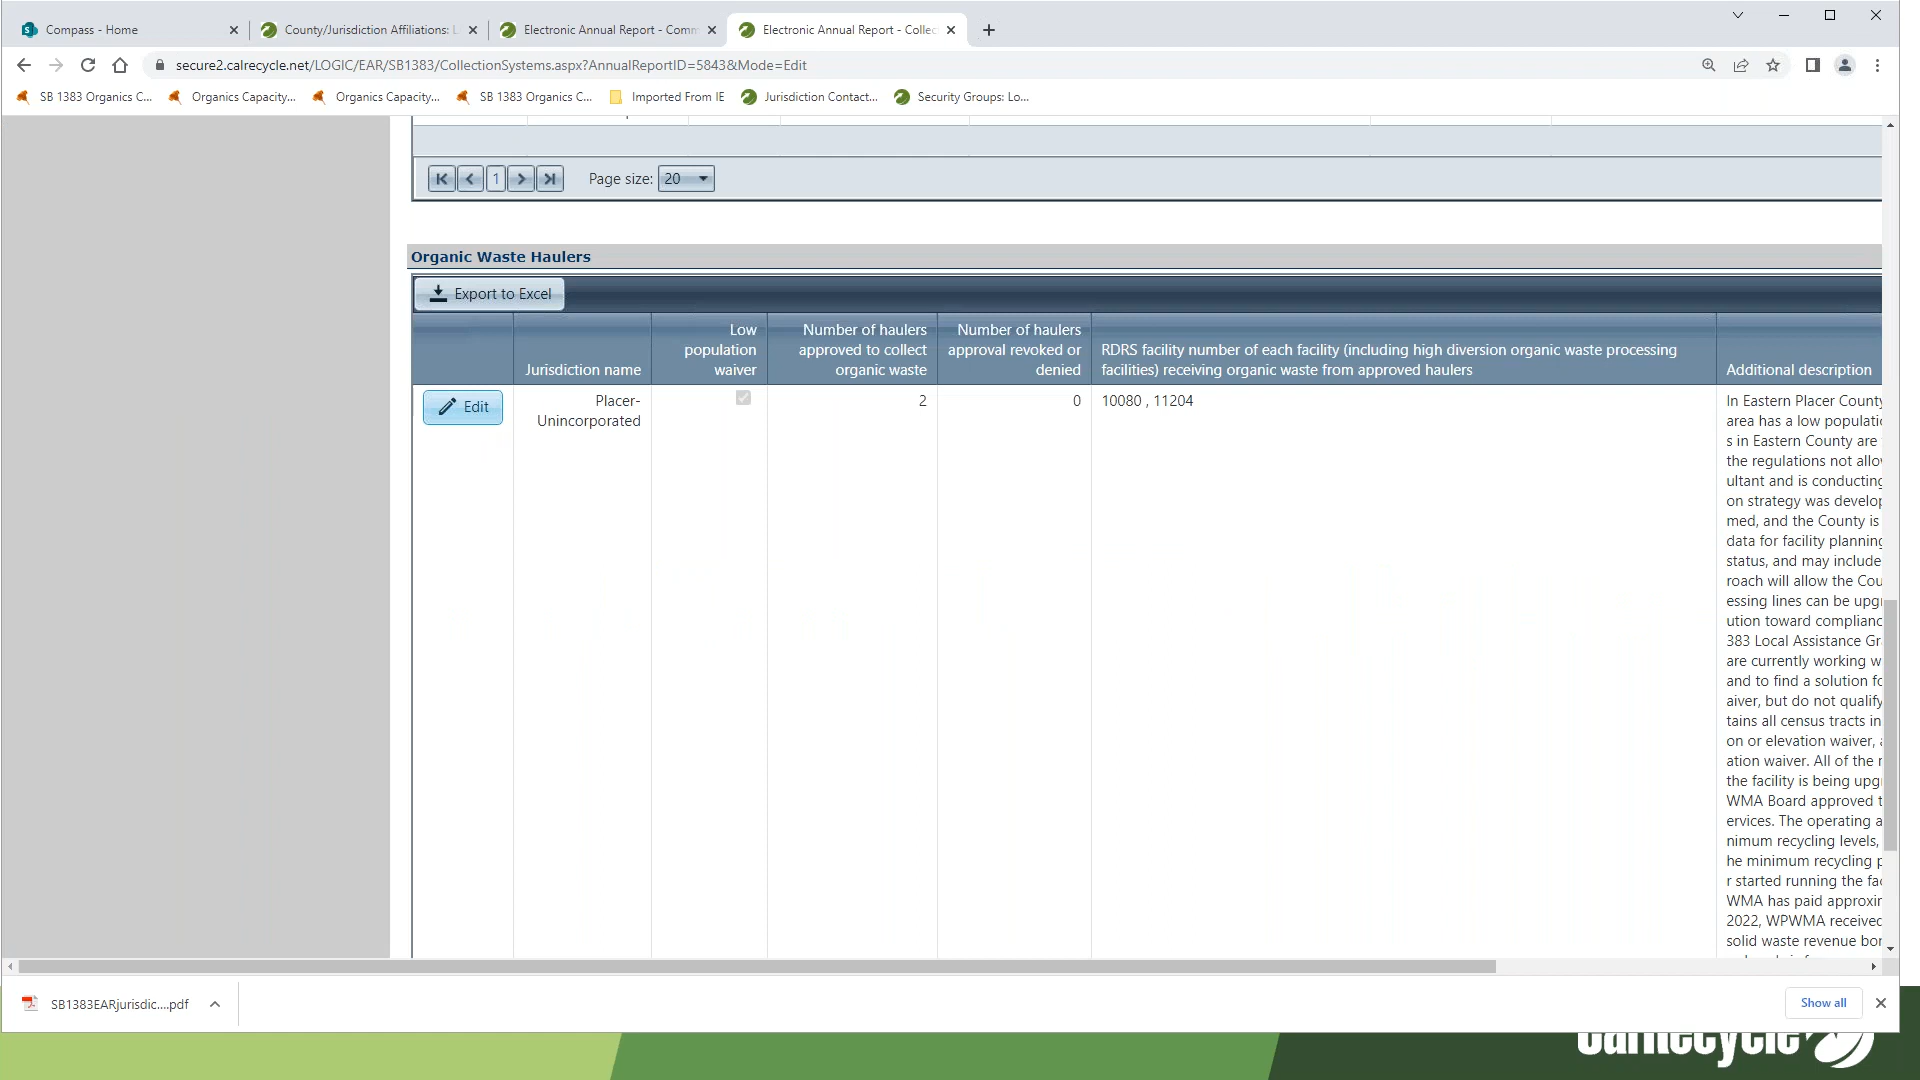 Compass - Home
County/Jurisdiction Affiliations: L
Electronic Annual Report - Comm
Electronic Annual Report - Collec
secure2.calrecycle.net/LOGIC/EAR/SB1383/CollectionSystems.aspx?AnnualReportID=5843&Mode=Edit
SB 1383 Organics C...
Organics Capacity...
Organics Capacity...
SB 1383 Organics C...
Imported From IE
Jurisdiction Contact...
Security Groups: Lo...
1
Page size: 20
Organic Waste Haulers
Export to Excel
Jurisdiction name
Low
population
waiver
Number of haulers
approved to collect
organic waste
Number of haulers
approval revoked or
denied
RDRS facility number of each facility (including high diversion organic waste processing
facilities) receiving organic waste from approved haulers
Additional description
Edit
Placer-
Unincorporated
2
0
10080 , 11204
In Eastern Placer County
area has a low populatio
s in Eastern County are
the regulations not allow
ultant and is conducting
on strategy was develop
med, and the County is
data for facility planning
status, and may include
roach will allow the Cou
essing lines can be upgr
ution toward complianc
383 Local Assistance Gr
are currently working w
and to find a solution fo
aiver, but do not qualify
tains all census tracts in
on or elevation waiver,
ation waiver. All of the
the facility is being upg
WMA Board approved t
ervices. The operating a
nimum recycling levels,
he minimum recycling p
r started running the fac
WMA has paid approxim
2022, WPWMA received
solid waste revenue bon
SB1383EARjurisdic....pdf
Show all
CalRecycle